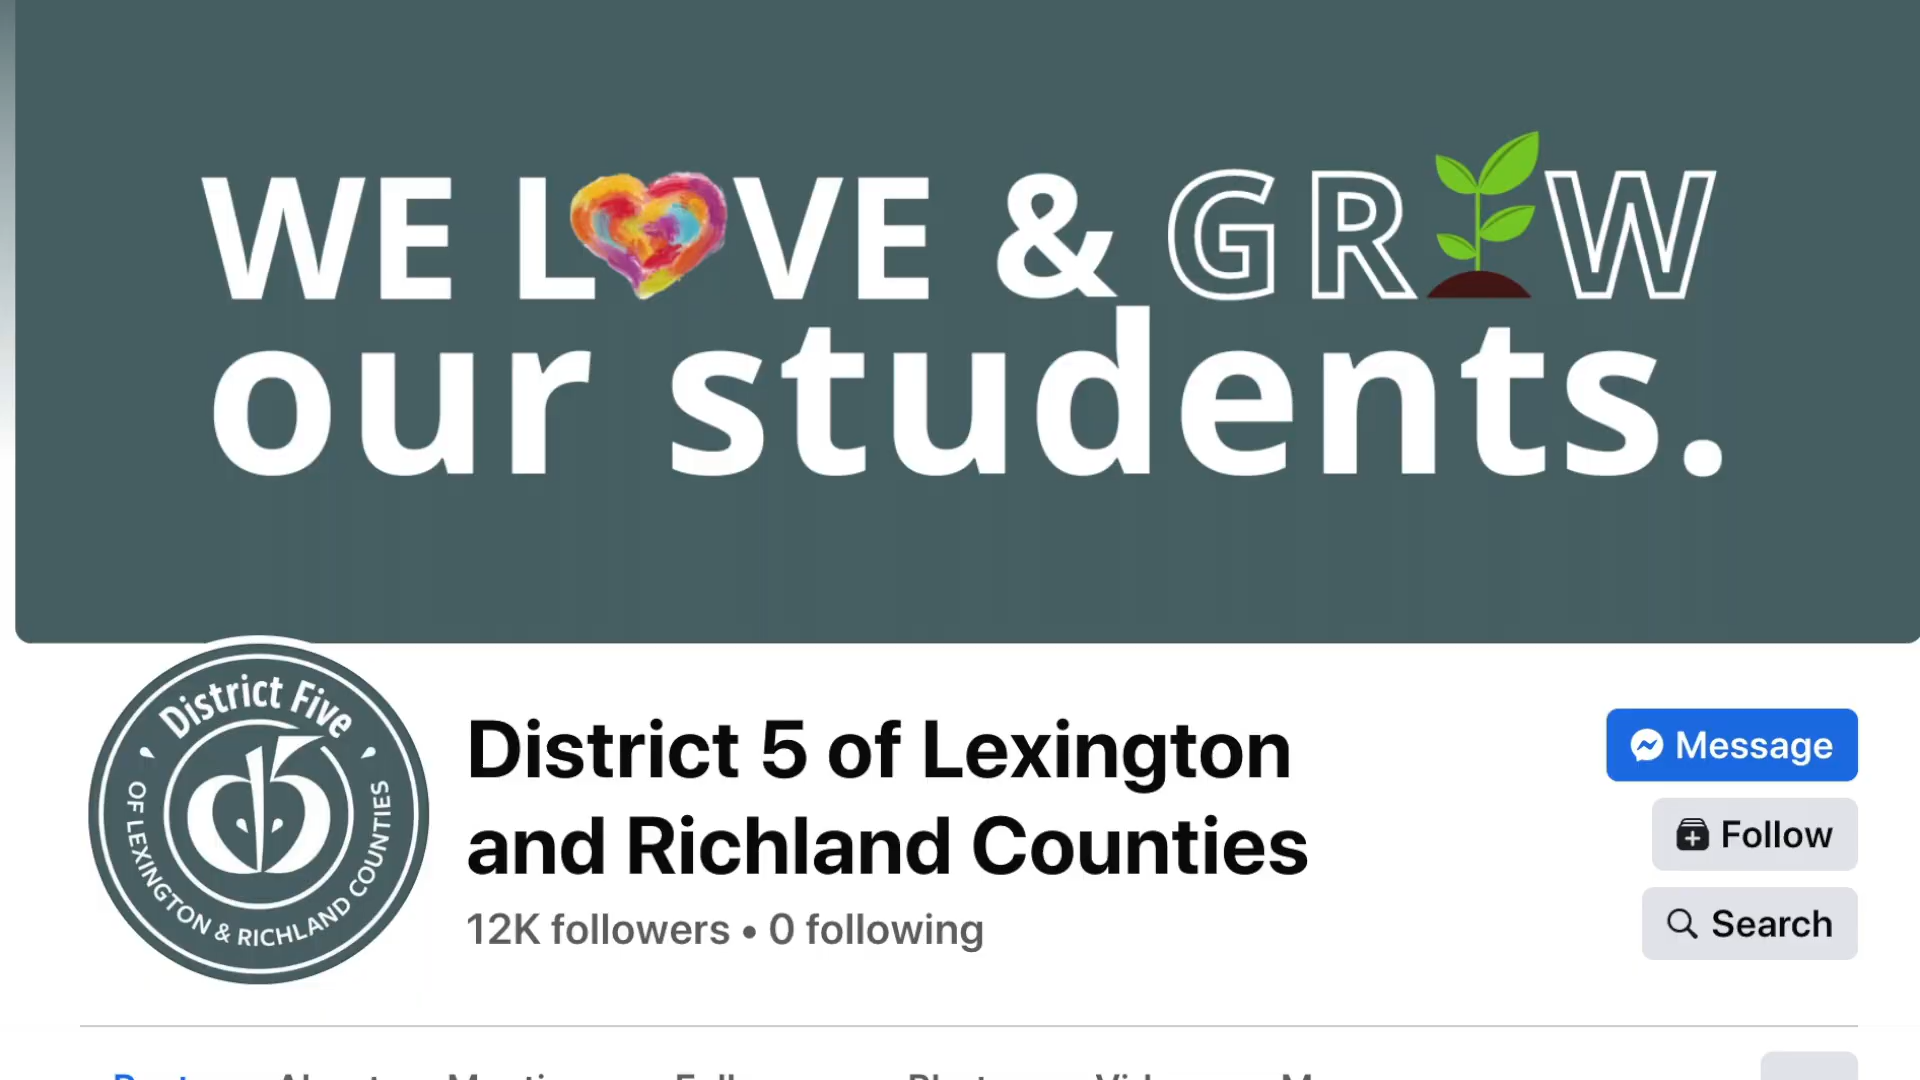 WE LOVE & GROW
our students.
District Five
OF LEXINGTON & RICHLAND COUNTIES
District 5 of Lexington
and Richland Counties
12K followers • 0 following
Message
Follow
Search